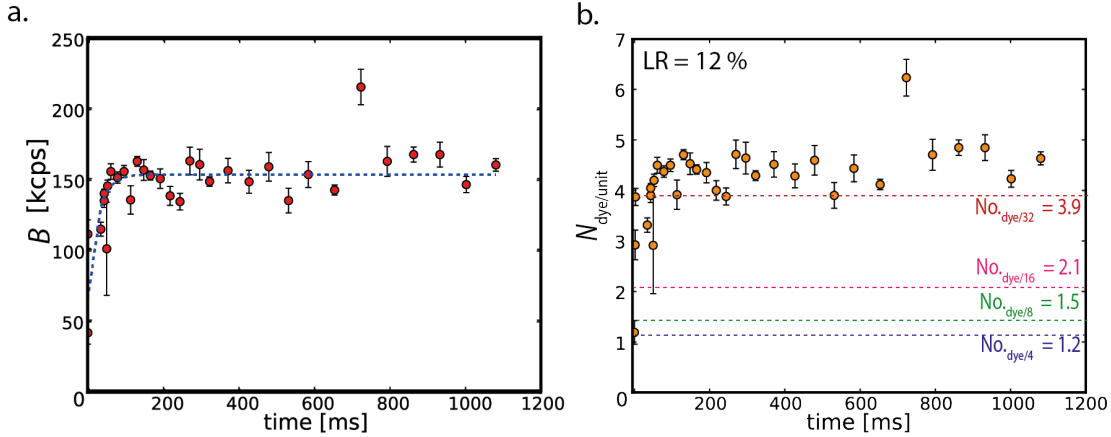 a.
250
200
150
100
50
0
B [kcps]
200
400
600
800
1000
1200
time [ms]
b.
LR = 12 %
7
6
5
4
3
2
1
0
N dye/unit
No. dye/32 = 3.9
No. dye/16 = 2.1
No. dye/8 = 1.5
No. dye/4 = 1.2
200
400
600
800
1000
1200
time [ms]